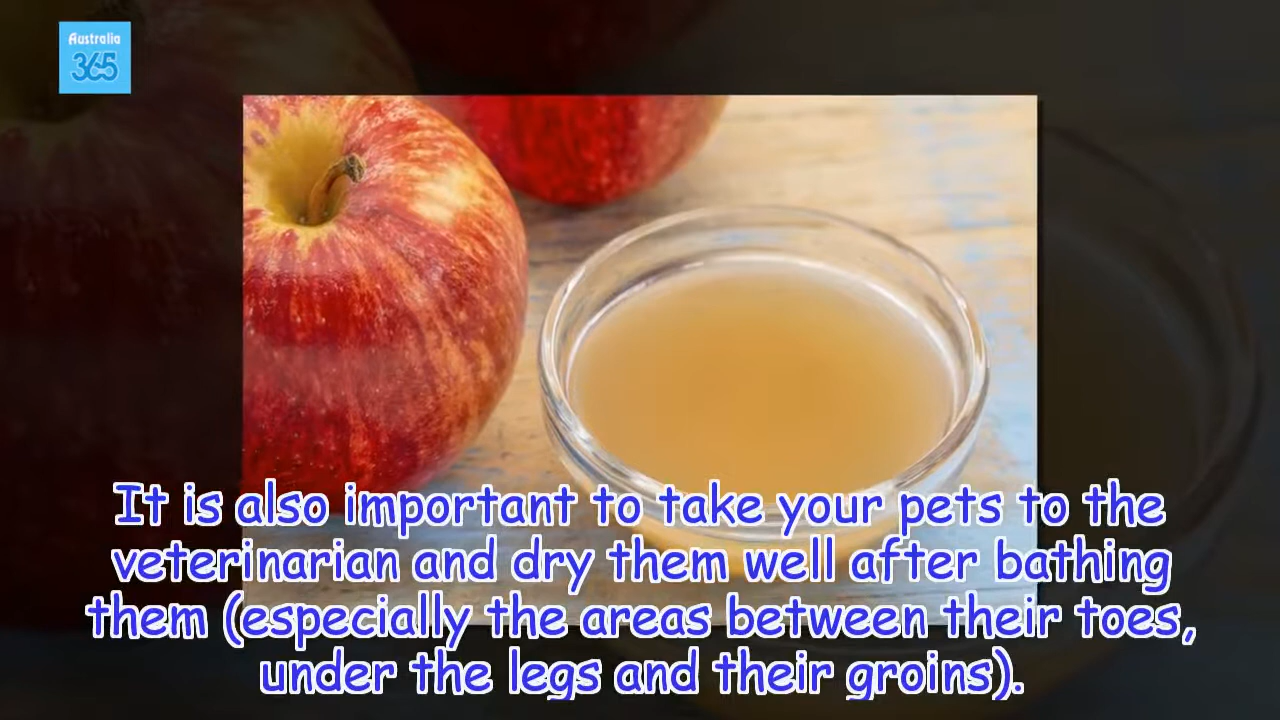 Australia
365
It is also important to take your pets to the
veterinarian and dry them well after bathing
them (especially the areas between their toes,
under the legs and their groins).